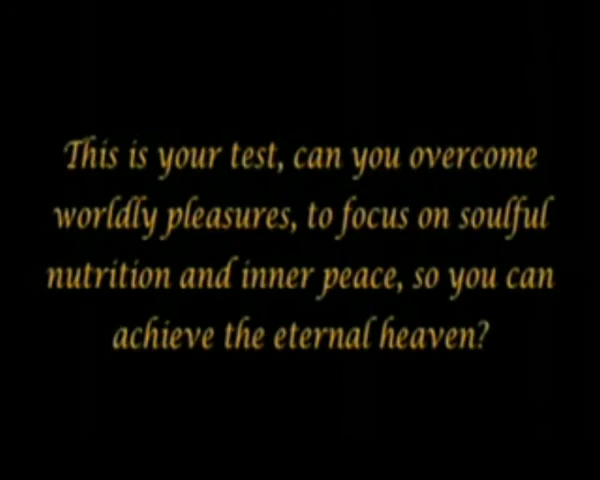 This is your test, can you overcome
worldly pleasures, to focus on soulful
nutrition and inner peace, so you can
achieve the eternal heaven?